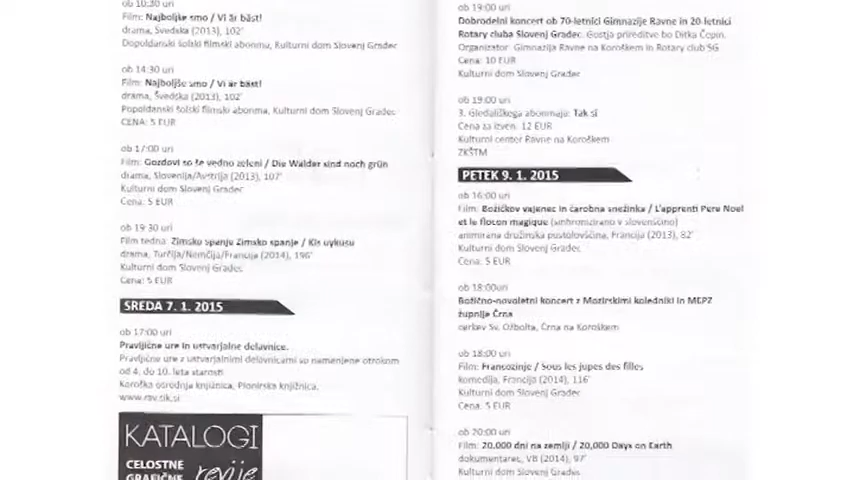 ob 10:30 uri
Film: Najboljše smo / Vi är bäst!
drama, Švedska (2013), 102'
Dopoldanski šolski filmski abonma, Kulturni dom Slovenj Gradec
ob 14:30 uri
Film: Najboljše smo / Vi är bäst!
drama, Švedska (2013), 102'
Popoldanski šolski filmski abonma, Kulturni dom Slovenj Gradec
CENA: 5 EUR
ob 17:00 uri
Film: Gozdovi so še vedno zeleni / Die Wälder sind noch grün
drama, Slovenija/Avstrija (2013), 107'
Kulturni dom Slovenj Gradec
Cena: 5 EUR
ob 19:30 uri
Film tedna: Zimsko spanje Zimsko spanje / Kis uykusu
drama, Turčija/Nemčija/Francija (2014), 196'
Kulturni dom Slovenj Gradec
Cena: 5 EUR
SREDA 7. 1. 2015
ob 17:00 uri
Pravljične ure in ustvarjalne delavnice.
Pravljične ure z ustvarjalnimi delavnicami so namenjene otrokom
od 4. do 10. leta starosti
Koroška osrednja knjižnica, Pionirska knjižnica,
www.rav.sik.si
KATALOGI
CELOSTNE
GRAFIČNE
revije
ob 19:00 uri
Dobrodelni koncert ob 70-letnici Gimnazije Ravne in 20-letnici
Rotary cluba Slovenj Gradec. Gostja prireditve bo Ditka Čepin.
Organizator: Gimnazija Ravne na Koroškem in Rotary club SG
Cena: 10 EUR
Kulturni dom Slovenj Gradec
ob 19:00 uri
3. Gledališkega abonmaja: Tak si
Cena za izven: 12 EUR
Kulturni center Ravne na Koroškem
ZKŠTM
PETEK 9. 1. 2015
ob 16:00 uri
Film: Božičkov vajenec in čarobna snežinka / L'apprenti Pere Noel
et le flocon magique (sinhronizirano v slovenščino)
animirana družinska pustolovščina, Francija (2013), 82'
Kulturni dom Slovenj Gradec
Cena: 5 EUR
ob 18:00uri
Božično-novoletni koncert z Mozirskimi koledniki in MEPZ
župnije Črna
cerkev Sv. Ožbolta, Črna na Koroškem
ob 18:00 uri
Film: Francozinje / Sous les jupes des filles
komedija, Francija (2014), 116'
Kulturni dom Slovenj Gradec
Cena: 5 EUR
ob 20:00 uri
Film: 20.000 dni na zemlji / 20,000 Days on Earth
dokumentarec, VB (2014), 97'
Kulturni dom Slovenj Gradec